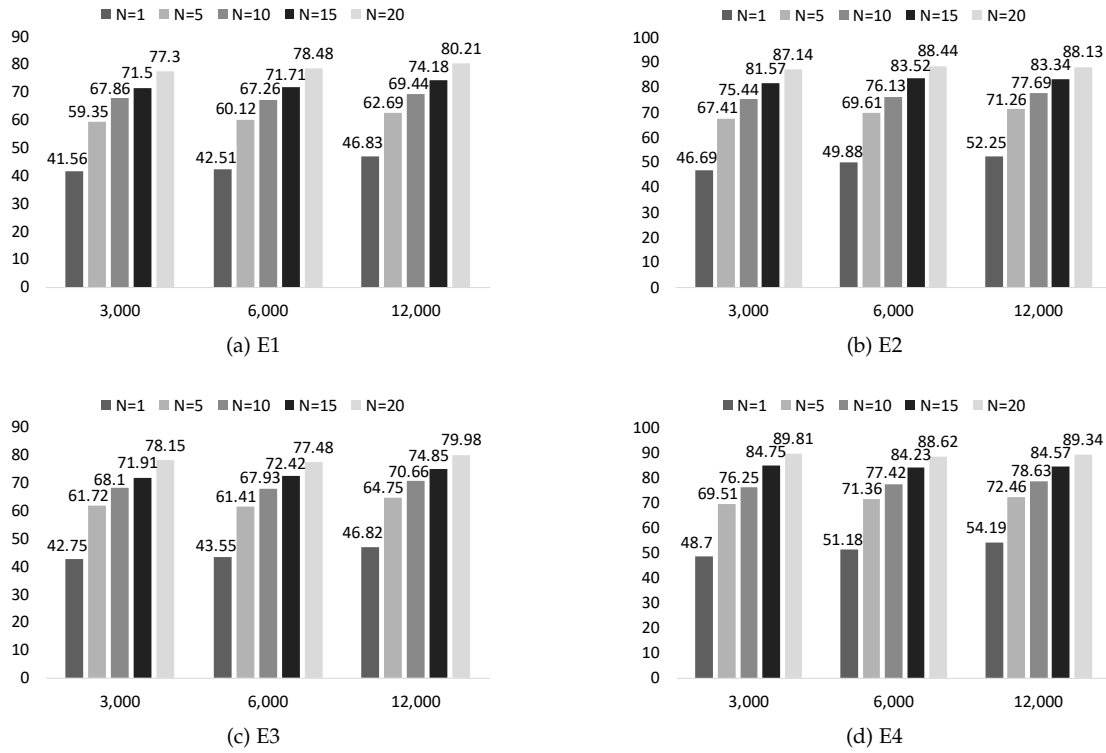 N=1 N=5 N=10 N=15 N=20
90
80
70
60
50
40
30
20
10
0
41.56 59.35 67.86 71.5 77.3
42.51 60.12 67.26 71.71 78.48
46.83 62.69 69.44 74.18 80.21
3,000 6,000 12,000
(a) E1
N=1 N=5 N=10 N=15 N=20
100
90
80
70
60
50
40
30
20
10
0
46.69 67.41 75.44 81.57 87.14
49.88 69.61 76.13 83.52 88.44
52.25 71.26 77.69 83.34 88.13
3,000 6,000 12,000
(b) E2
N=1 N=5 N=10 N=15 N=20
90
80
70
60
50
40
30
20
10
0
42.75 61.72 68.1 71.91 78.15
43.55 61.41 67.93 72.42 77.48
46.82 64.75 70.66 74.85 79.98
3,000 6,000 12,000
(c) E3
N=1 N=5 N=10 N=15 N=20
100
90
80
70
60
50
40
30
20
10
0
48.7 69.51 76.25 84.75 89.81
51.18 71.36 77.42 84.23 88.62
54.19 72.46 78.63 84.57 89.34
3,000 6,000 12,000
(d) E4